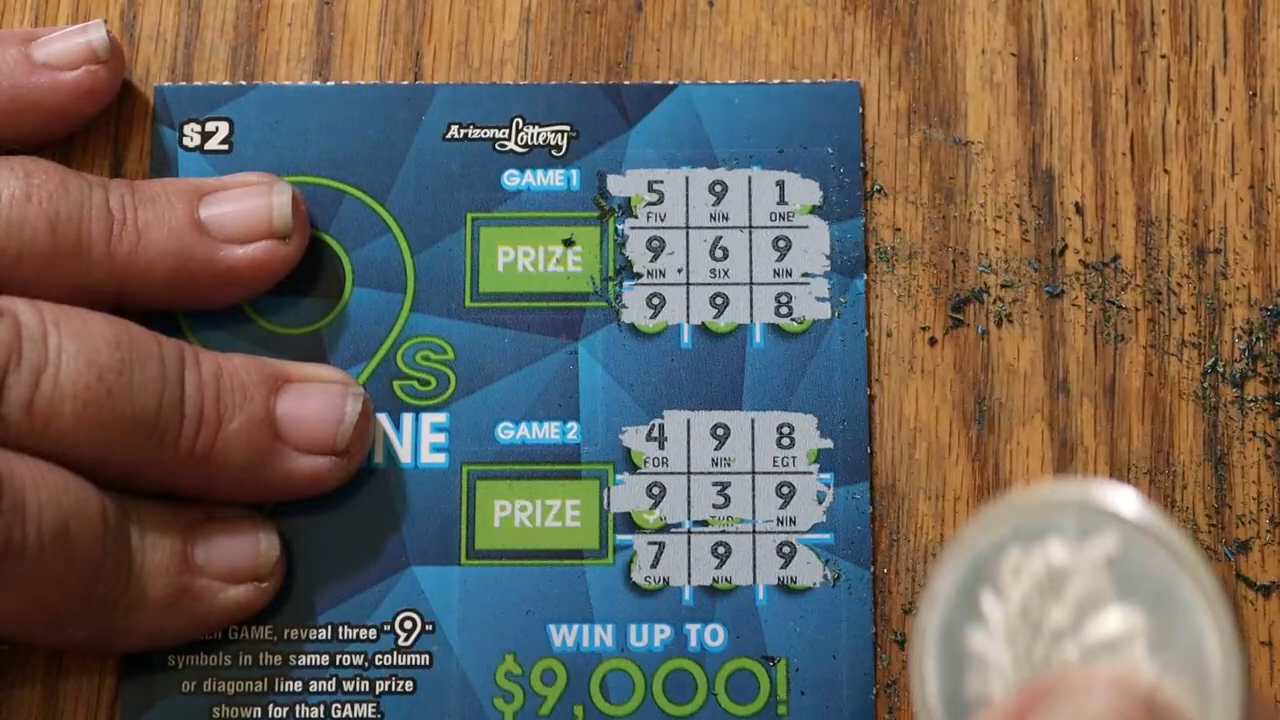 $2
Arizona Lottery™
GAME 1
5 9 1
FIV NIN ONE
PRIZE
9 6 9
NIN SIX NIN
9 9 8
9s
GAME 2
4 9 8
FOR NIN EGT
PRIZE
9 3 9
NIN
7 9 9
SVN NIN NIN
GAME, reveal three "9"
symbols in the same row, column
or diagonal line and win prize
shown for that GAME.
WIN UP TO
$9,000!